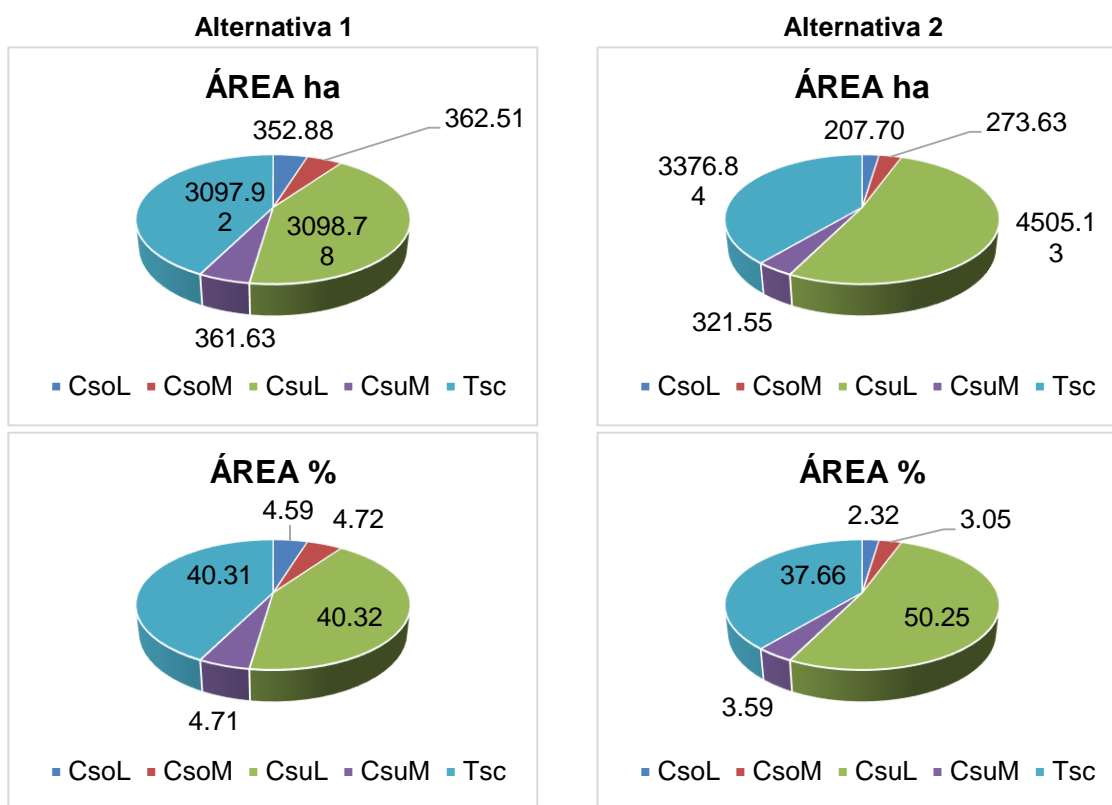 Alternativa 1
ÁREA ha
352.88
362.51
3097.9
2
3098.7
8
361.63
CsoL CsoM CsuL CsuM Tsc
ÁREA %
4.59
4.72
40.31
40.32
4.71
CsoL CsoM CsuL CsuM Tsc
Alternativa 2
ÁREA ha
207.70
273.63
3376.8
4
4505.1
3
321.55
CsoL CsoM CsuL CsuM Tsc
ÁREA %
2.32
3.05
37.66
50.25
3.59
CsoL CsoM CsuL CsuM Tsc